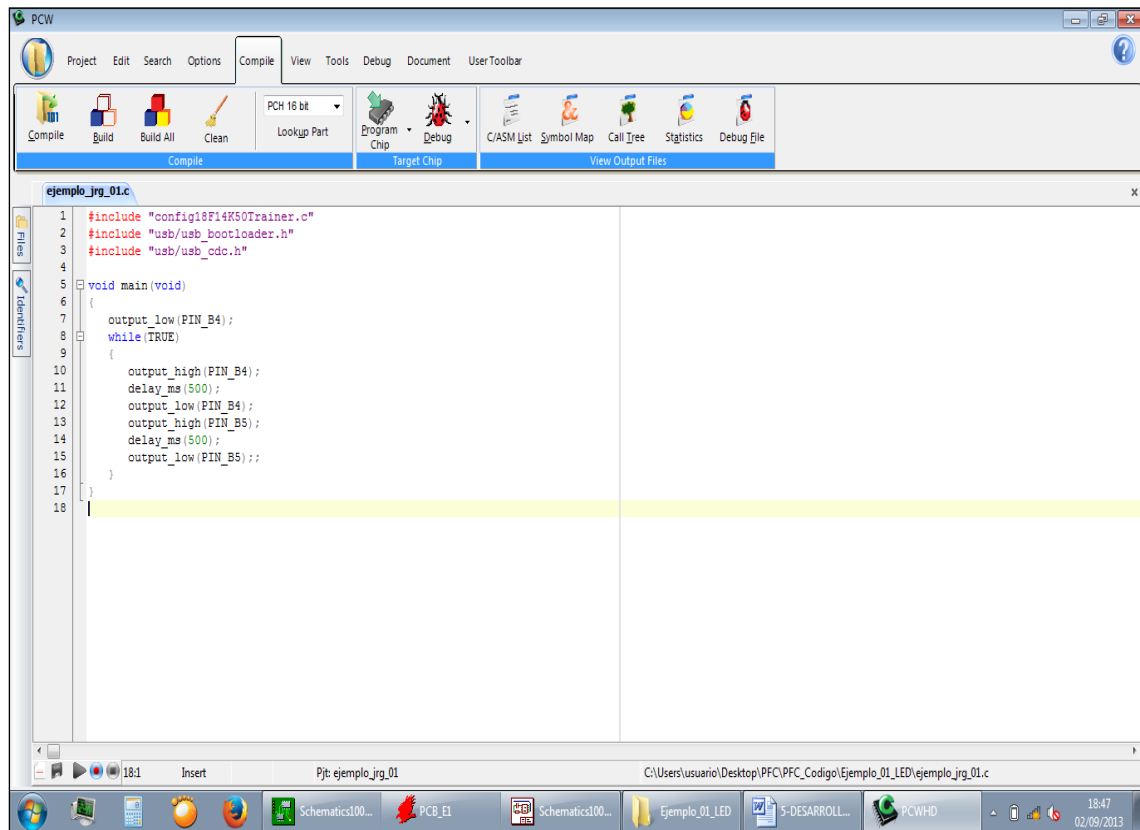 PCW
Project Edit Search Options Compile View Tools Debug Document User Toolbar
Compile Build Build All Clean PCH 16 bit Lookup Part Program Chip Debug C/ASM List Symbol Map Call Tree Statistics Debug File
Compile Target Chip View Output Files
ejemplo_jrg_01.c
Files
Identifiers
1 #include "config18F14K50Trainer.c"
2 #include "usb/usb_bootloader.h"
3 #include "usb/usb_cdc.h"
4
5 void main(void)
6 {
7 output_low(PIN_B4);
8 while(TRUE)
9 {
10 output_high(PIN_B4);
11 delay_ms(500);
12 output_low(PIN_B4);
13 output_high(PIN_B5);
14 delay_ms(500);
15 output_low(PIN_B5);;
16 }
17 }
18
18:1 Insert Pjt: ejemplo_jrg_01 C:\Users\usuario\Desktop\PFC\PFC_Codigo\Ejemplo_01_LED\ejemplo_jrg_01.c
Schematics100... PCB_E1 Schematics100... Ejemplo_01_LED 5-DESARROLL... PCWHD 18:47
02/09/2013